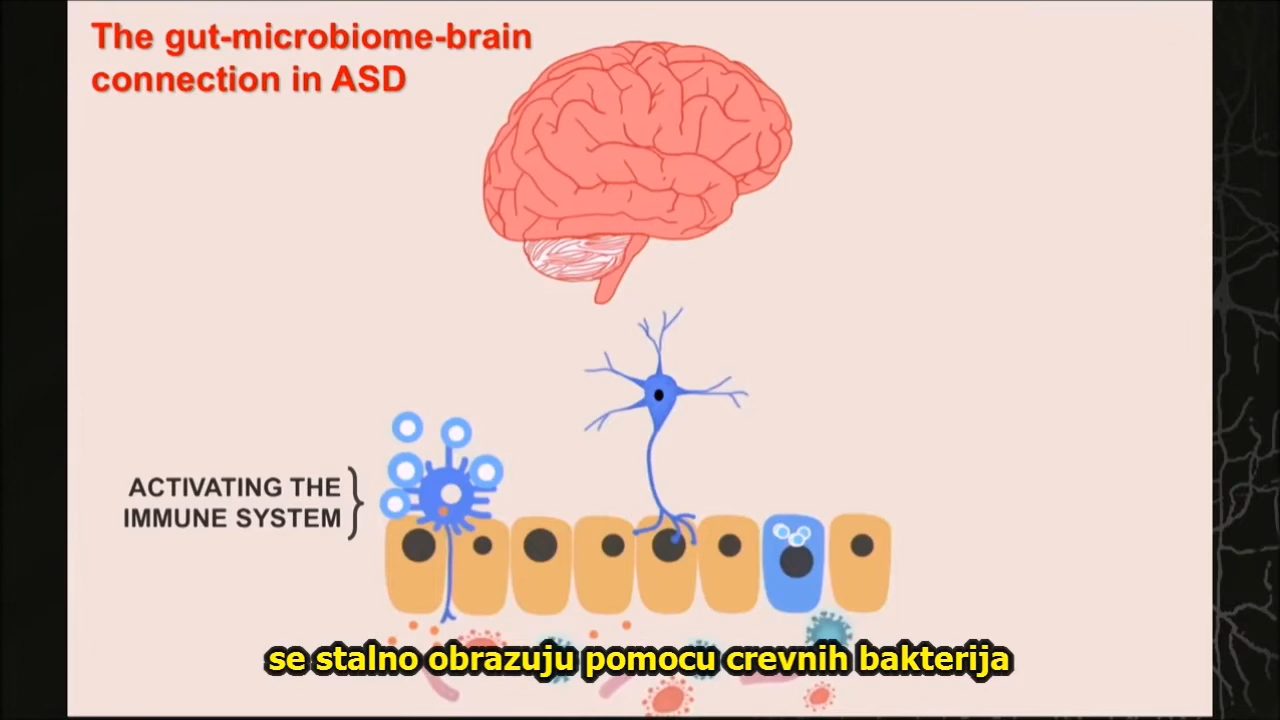 The gut-microbiome-brain
connection in ASD
ACTIVATING THE
IMMUNE SYSTEM
se stalno obrazuju pomocu crevnih bakterija